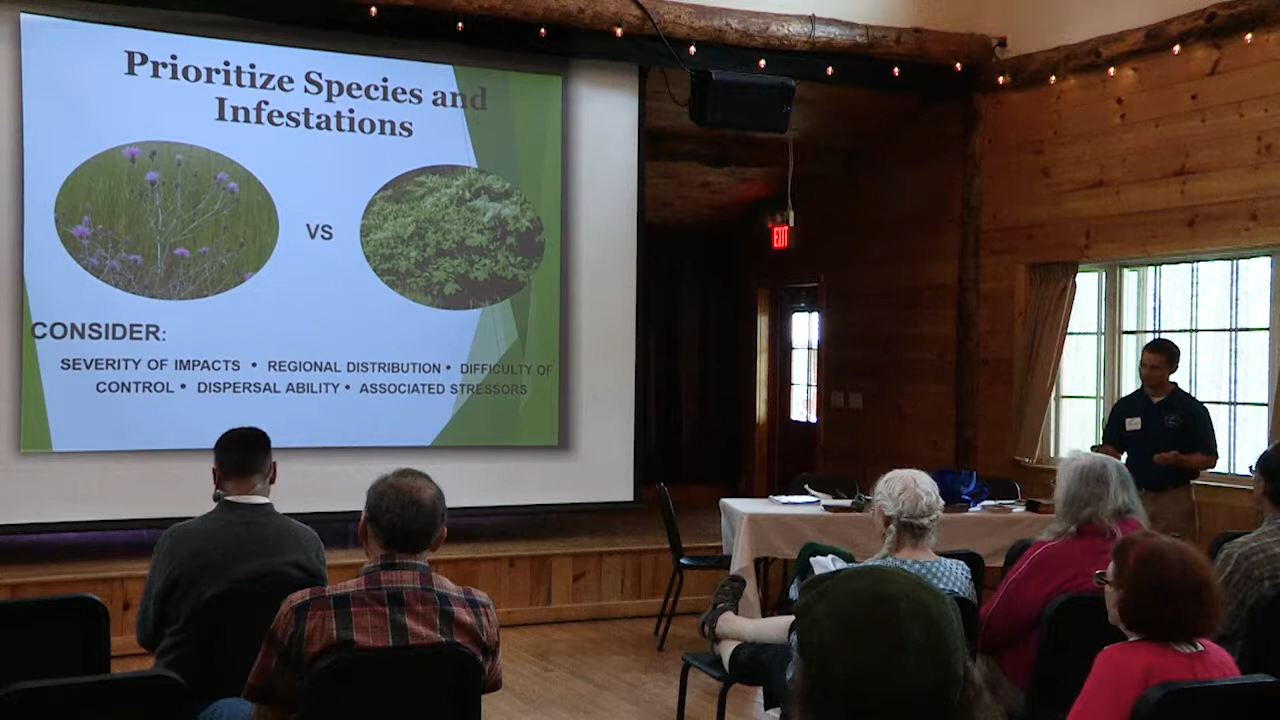 Prioritize Species and
Infestations
VS
CONSIDER:
SEVERITY OF IMPACTS • REGIONAL DISTRIBUTION • DIFFICULTY OF
CONTROL • DISPERSAL ABILITY • ASSOCIATED STRESSORS
EXIT